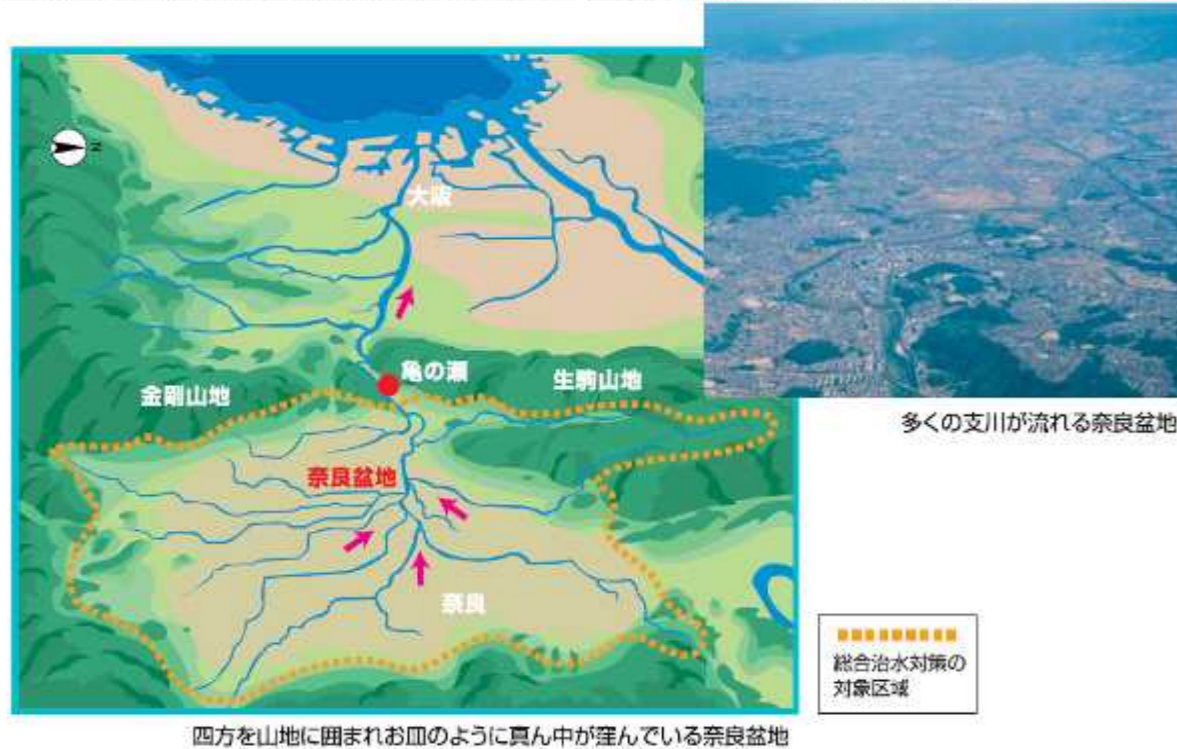 N
大阪
亀の瀬
金剛山地
生駒山地
奈良盆地
奈良
多くの支川が流れる奈良盆地
総合治水対策の
対象区域
四方を山地に囲まれお皿のように真ん中が窪んでいる奈良盆地